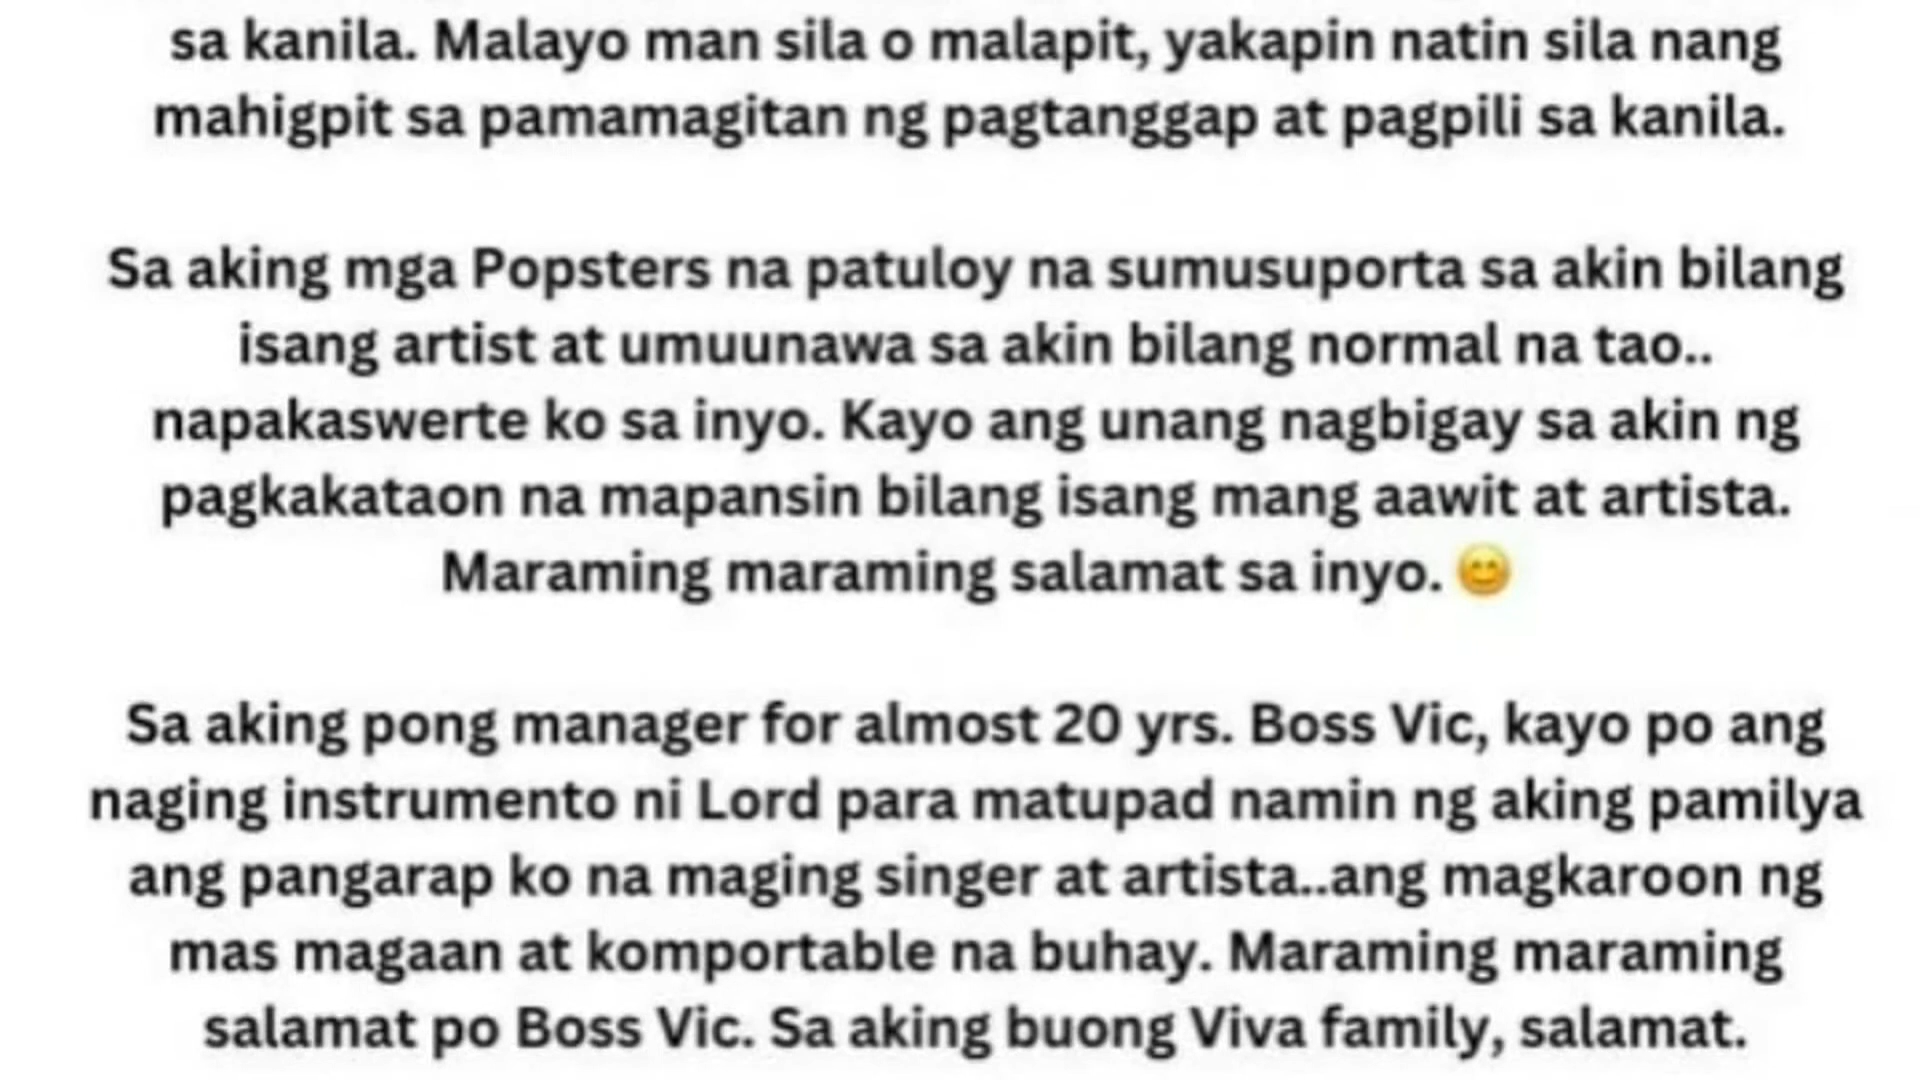 sa kanila. Malayo man sila o malapit, yakapin natin sila nang
mahigpit sa pamamagitan ng pagtanggap at pagpili sa kanila.
Sa aking mga Popsters na patuloy na sumusuporta sa akin bilang
isang artist at umuunawa sa akin bilang normal na tao..
napakaswerte ko sa inyo. Kayo ang unang nagbigay sa akin ng
pagkakataon na mapansin bilang isang mang aawit at artista.
Maraming maraming salamat sa inyo. 😊
Sa aking pong manager for almost 20 yrs. Boss Vic, kayo po ang
naging instrumento ni Lord para matupad namin ng aking pamilya
ang pangarap ko na maging singer at artista..ang magkaroon ng
mas magaan at komportable na buhay. Maraming maraming
salamat po Boss Vic. Sa aking buong Viva family, salamat.